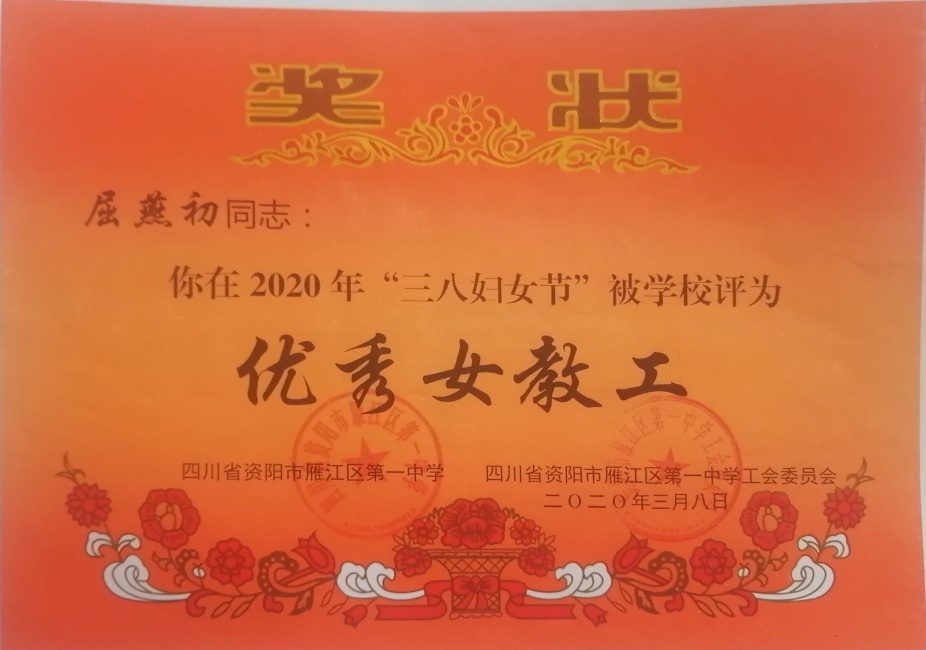 奖状
屈燕初同志：
你在2020年“三八妇女节”被学校评为
优秀女教工
四川省资阳市雁江区第一中学 四川省资阳市雁江区第一中学工会委员会
二〇二〇年三月八日